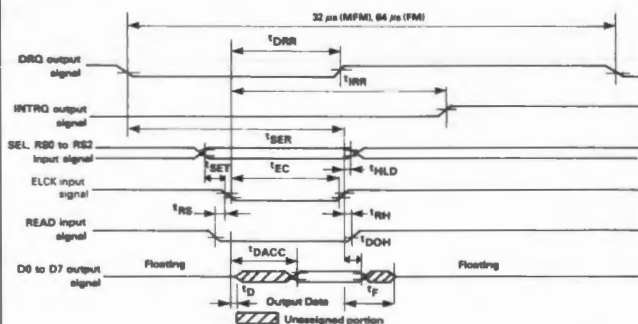 32 μs (MFM), 64 μs (FM)
tDRR
DRQ output
signal
tIRR
INTRQ output
signal
tSER
SEL, RS0 to RS2
Input signal
tSET
tEC
tHLD
ELCK input
signal
tRS
tRH
READ input
signal
tDACC
tDOH
D0 to D7 output
signal
Floating
Floating
tD
Output Data
tF
Unassigned portion